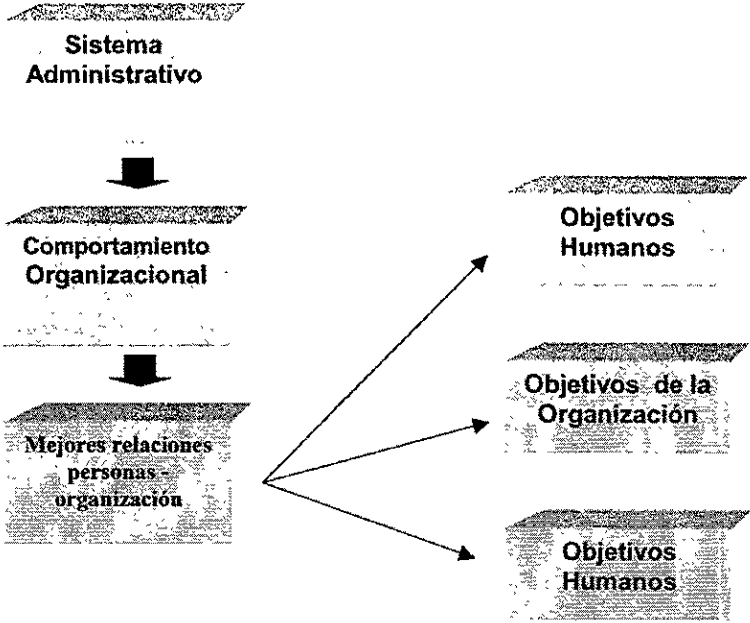 Sistema
Administrativo
Comportamiento
Organizacional
Mejores relaciones
personas -
organización
Objetivos
Humanos
Objetivos de la
Organización
Objetivos
Humanos